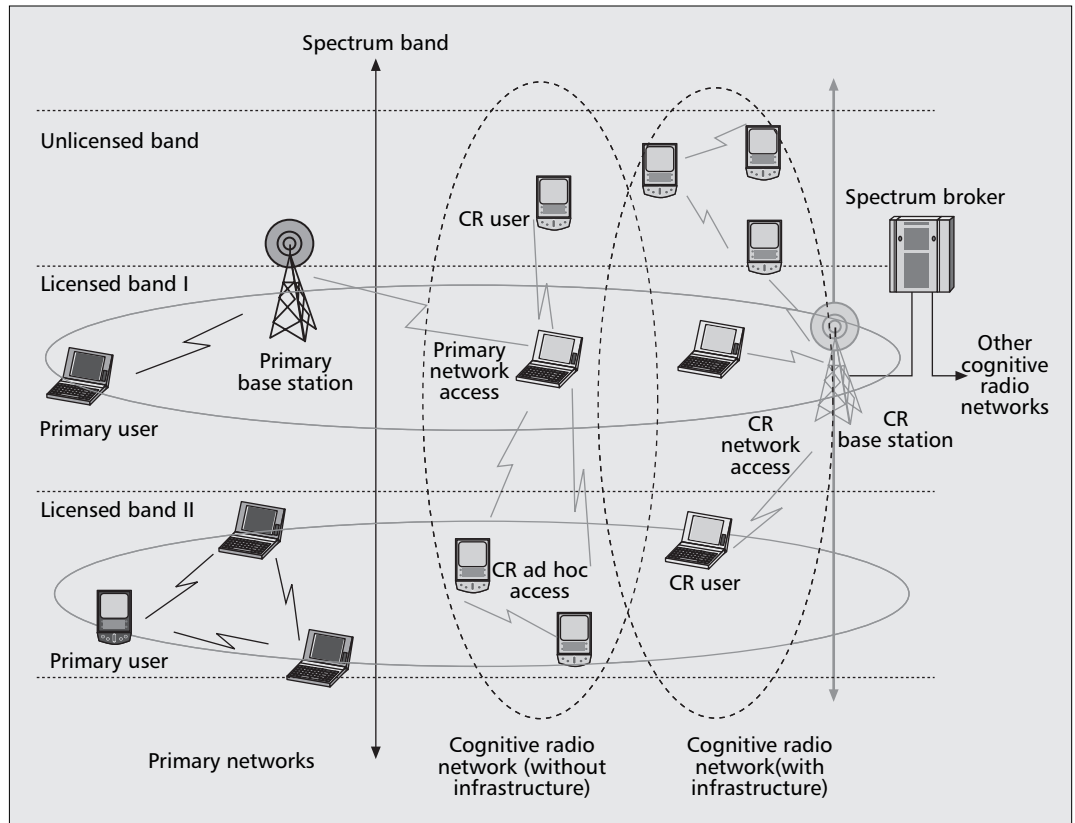 Spectrum band
Unlicensed band
CR user
Spectrum broker
Licensed band I
Primary
base station
Primary
network
access
Other
cognitive
radio
networks
Primary user
CR
network
access
CR
base station
Licensed band II
CR ad hoc
access
CR user
Primary user
Primary networks
Cognitive radio
network (without
infrastructure)
Cognitive radio
network(with
infrastructure)